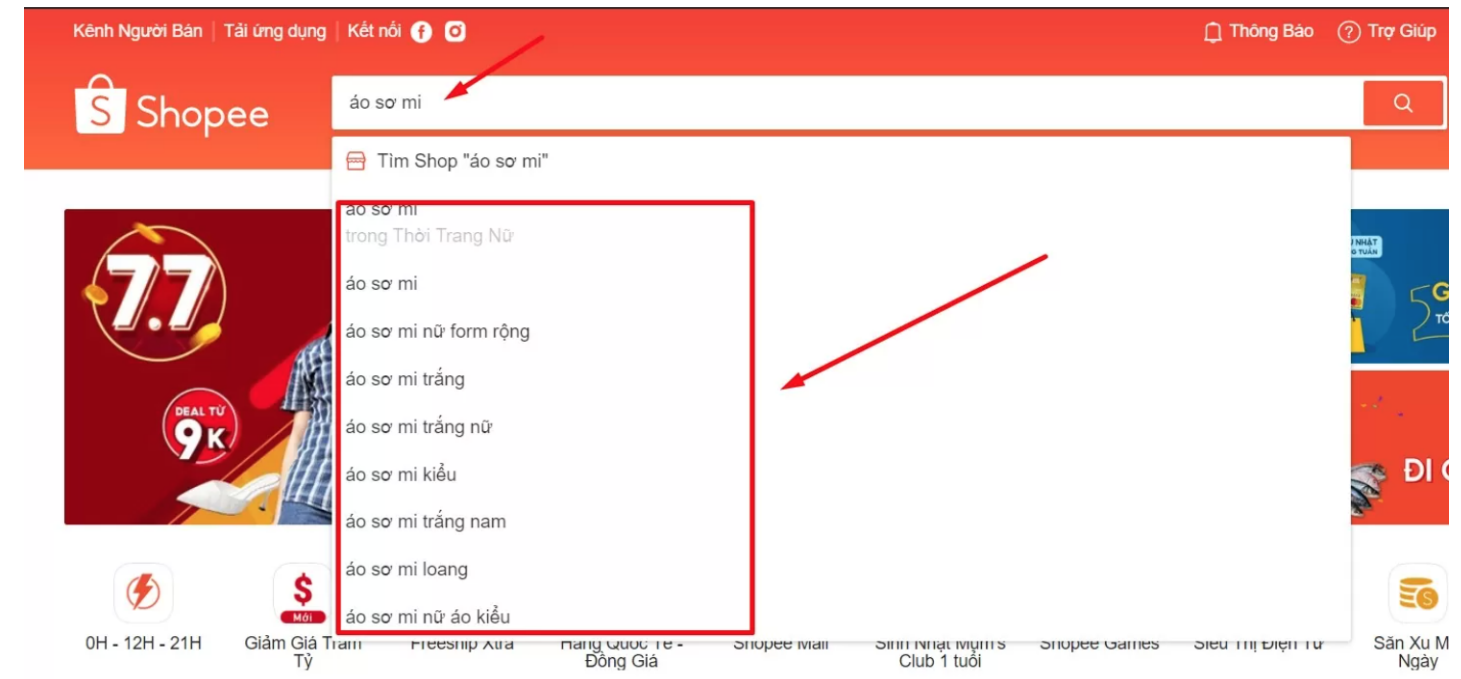 Kênh Người Bán Tải ứng dụng Kết nối
Thông Báo Trợ Giúp
Shopee
áo sơ mi
Tìm Shop "áo sơ mi"
áo sơ mi
trong Thời Trang Nữ
áo sơ mi
áo sơ mi nữ form rộng
áo sơ mi trắng
áo sơ mi trắng nữ
áo sơ mi kiểu
áo sơ mi trắng nam
áo sơ mi loang
áo sơ mi nữ áo kiểu
7.7
DEAL TỪ
9K
NHẬT
TUẦN
G
ĐI
Mới
0H - 12H - 21H
Giảm Giá Trăm
Tỷ
Freeship Xtra
Hàng Quốc Tế -
Đồng Giá
Shopee Mall
Sinh Nhật Mum's
Club 1 tuổi
Shopee Games
Siêu Thị Điện Tử
Săn Xu M
Ngày